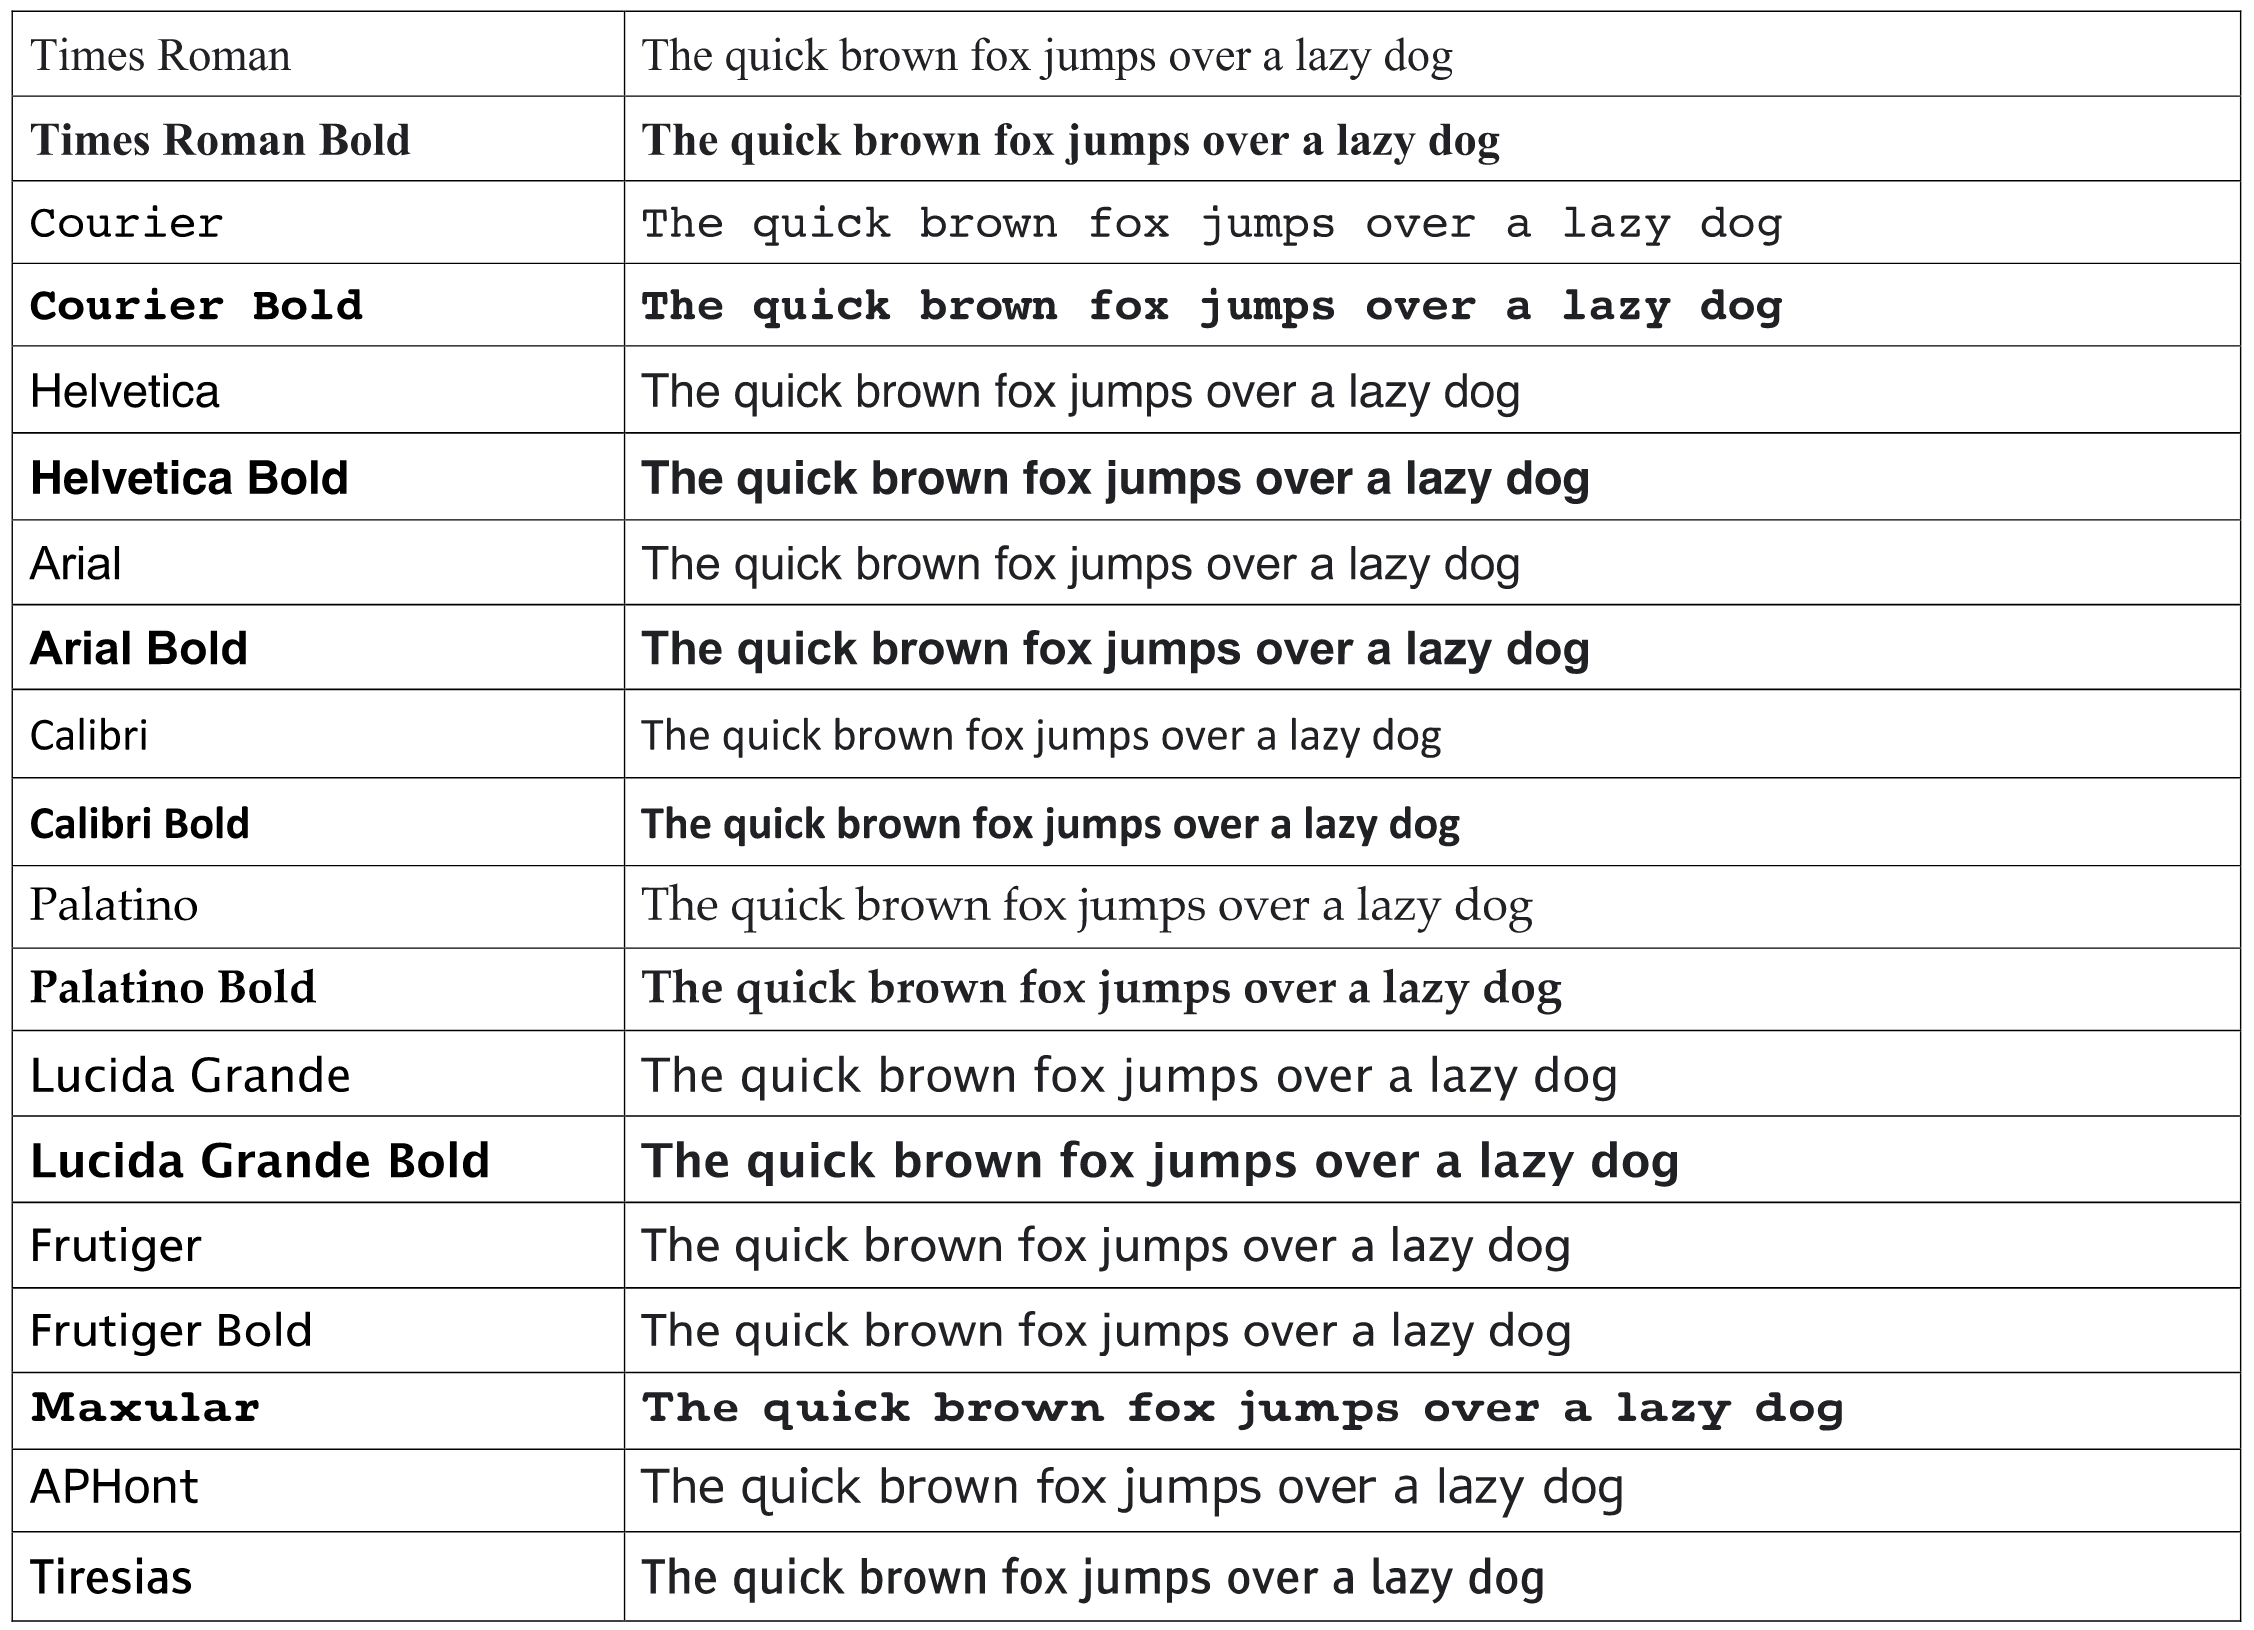 Times Roman The quick brown fox jumps over a lazy dog
Times Roman Bold The quick brown fox jumps over a lazy dog
Courier The quick brown fox jumps over a lazy dog
Courier Bold The quick brown fox jumps over a lazy dog
Helvetica The quick brown fox jumps over a lazy dog
Helvetica Bold The quick brown fox jumps over a lazy dog
Arial The quick brown fox jumps over a lazy dog
Arial Bold The quick brown fox jumps over a lazy dog
Calibri The quick brown fox jumps over a lazy dog
Calibri Bold The quick brown fox jumps over a lazy dog
Palatino The quick brown fox jumps over a lazy dog
Palatino Bold The quick brown fox jumps over a lazy dog
Lucida Grande The quick brown fox jumps over a lazy dog
Lucida Grande Bold The quick brown fox jumps over a lazy dog
Frutiger The quick brown fox jumps over a lazy dog
Frutiger Bold The quick brown fox jumps over a lazy dog
Maxular The quick brown fox jumps over a lazy dog
APHont The quick brown fox jumps over a lazy dog
Tiresias The quick brown fox jumps over a lazy dog